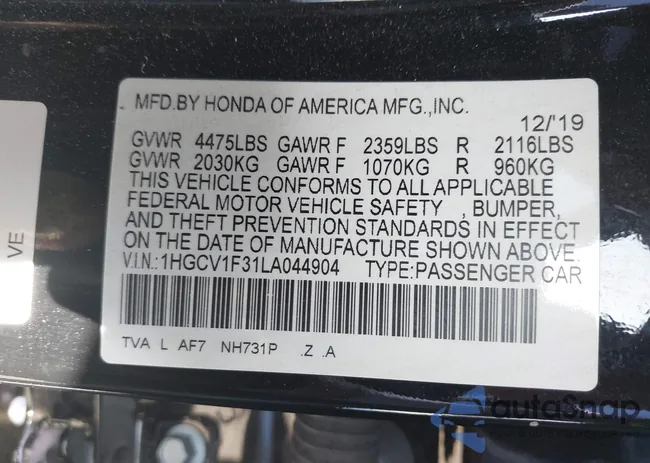 MFD.BY HONDA OF AMERICA MFG.,INC.
12/'19
GVWR 4475LBS GAWR F 2359LBS R 2116LBS
GVWR 2030KG GAWR F 1070KG R 960KG
THIS VEHICLE CONFORMS TO ALL APPLICABLE
FEDERAL MOTOR VEHICLE SAFETY , BUMPER,
AND THEFT PREVENTION STANDARDS IN EFFECT
ON THE DATE OF MANUFACTURE SHOWN ABOVE.
V.I.N.:1HGCV1F31LA044904 TYPE:PASSENGER CAR
TVA L AF7 NH731P .Z .A
VE
autoSnap